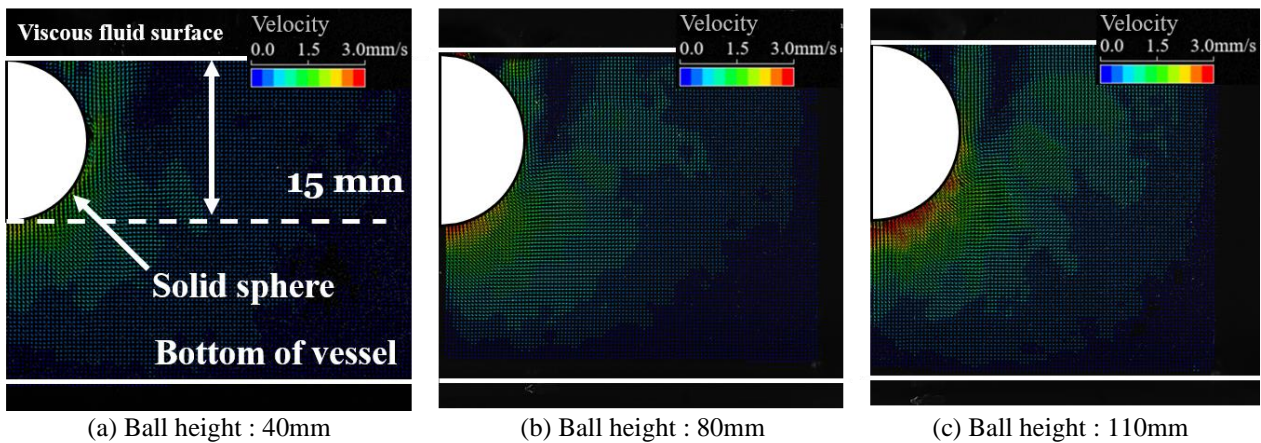 Viscous fluid surface
Velocity
0.0 1.5 3.0mm/s
15 mm
Solid sphere
Bottom of vessel
(a) Ball height : 40mm
Velocity
0.0 1.5 3.0mm/s
(b) Ball height : 80mm
Velocity
0.0 1.5 3.0mm/s
(c) Ball height : 110mm